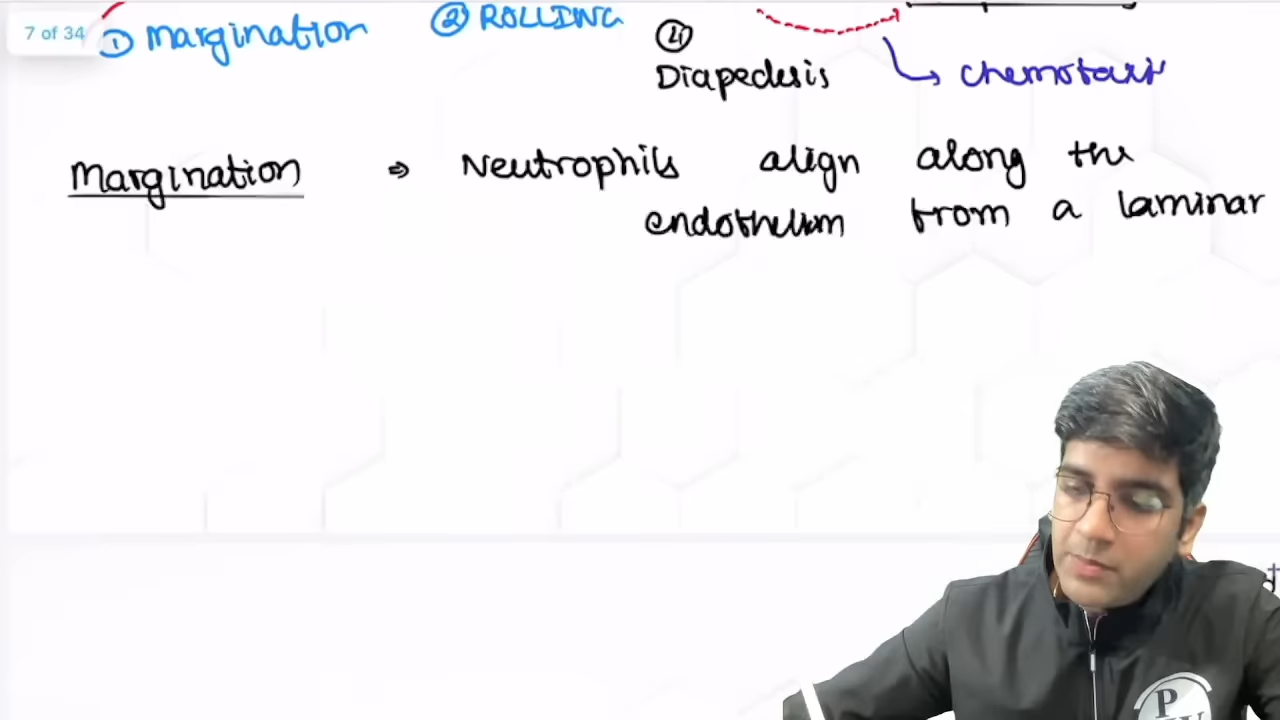 7 of 34
① Margination
② ROLLING
④
Diapedesis
Chemotaxis
Margination ⇒ Neutrophils align along the
endothelium from a laminar
P